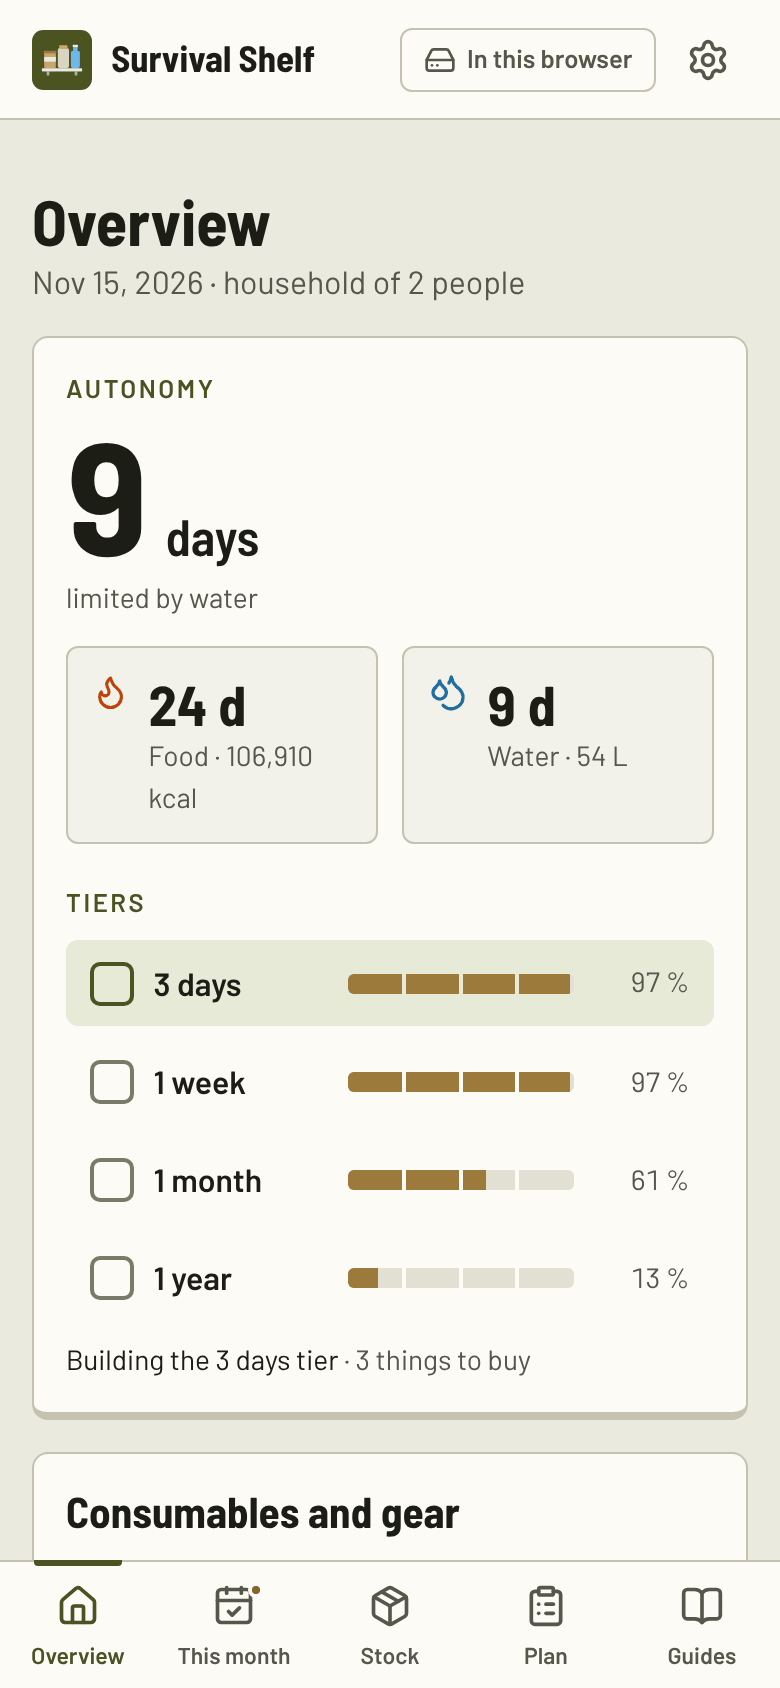 Survival Shelf
In this browser
Overview
Nov 15, 2026 · household of 2 people
AUTONOMY
9 days
limited by water
24 d
Food · 106,910
kcal
9 d
Water · 54 L
TIERS
3 days 97 %
1 week 97 %
1 month 61 %
1 year 13 %
Building the 3 days tier · 3 things to buy
Consumables and gear
Overview
This month
Stock
Plan
Guides